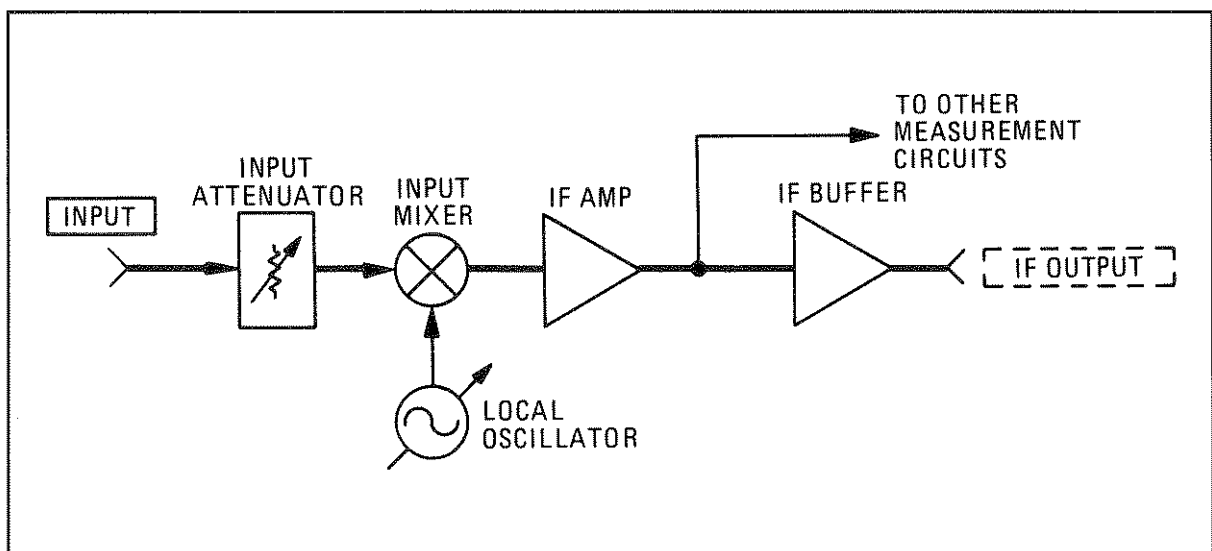 TO OTHER
MEASUREMENT
CIRCUITS
INPUT
ATTENUATOR
INPUT
MIXER
IF AMP
IF BUFFER
INPUT
IF OUTPUT
LOCAL
OSCILLATOR